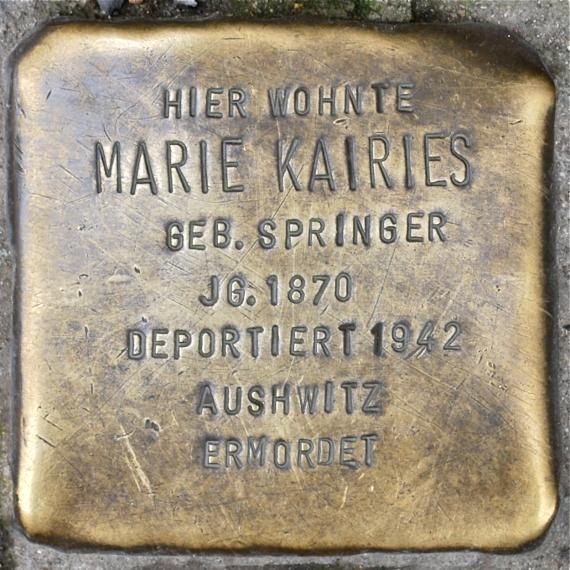 HIER WOHNTE
MARIE KAIRIES
GEB. SPRINGER
JG. 1870
DEPORTIERT 1942
AUSHWITZ
ERMORDET